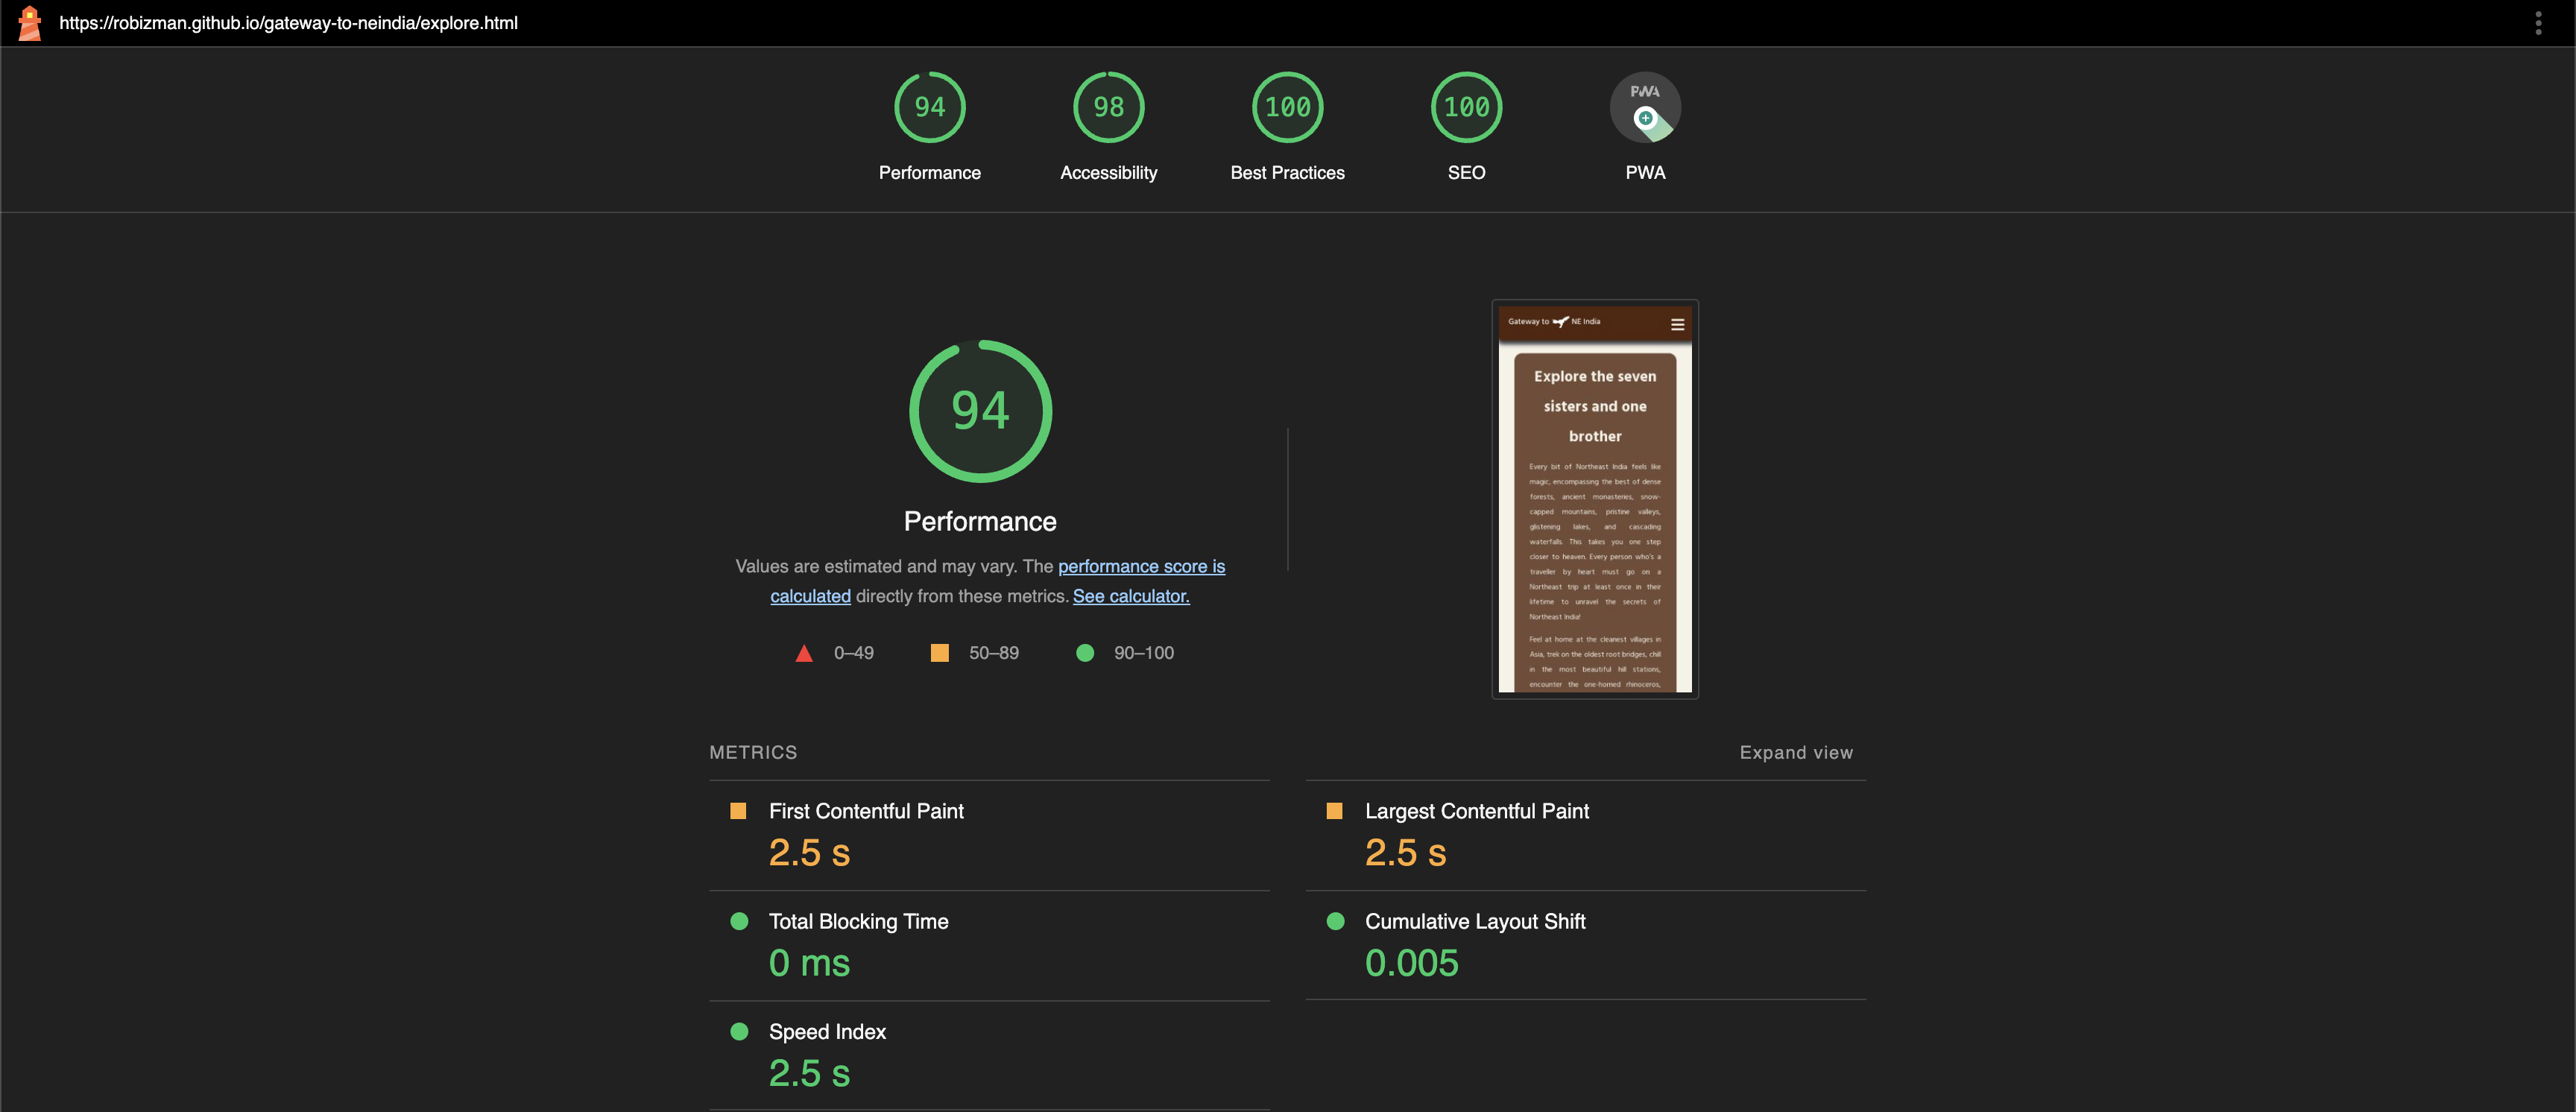 https://robizman.github.io/gateway-to-neindia/explore.html
94
98
100
100
PWA
Performance
Accessibility
Best Practices
SEO
PWA
94
Performance
Values are estimated and may vary. The performance score is
calculated directly from these metrics. See calculator.
0–49
50–89
90–100
Gateway to NE India
Explore the seven
sisters and one
brother
Every bit of Northeast India feels like
magic, encompassing the best of dense
forests, ancient monasteries, snow-
capped mountains, pristine valleys,
glistening lakes, and cascading
waterfalls. This takes you one step
closer to heaven. Every person who's a
traveller by heart must go on a
Northeast trip at least once in their
lifetime to unravel the secrets of
Northeast India!
Feel at home at the cleanest villages in
Asia, trek on the oldest root bridges, chill
in the most beautiful hill stations,
encounter the one-horned rhinoceros,
METRICS
Expand view
First Contentful Paint
2.5 s
Largest Contentful Paint
2.5 s
Total Blocking Time
0 ms
Cumulative Layout Shift
0.005
Speed Index
2.5 s